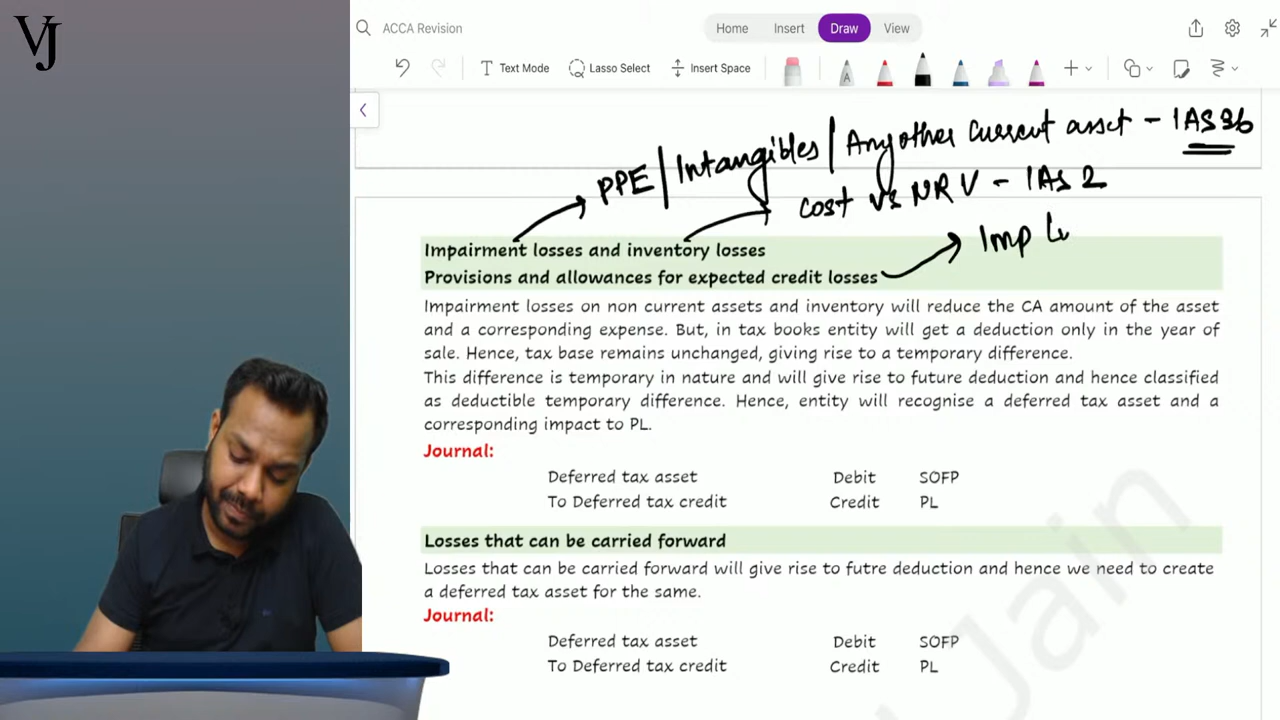 VJ
ACCA Revision
Home Insert Draw View
Text Mode Lasso Select Insert Space
PPE / Intangibles / Any other current asset - IAS 36
cost vs NRV - IAS 2
Imp
Impairment losses and inventory losses
Provisions and allowances for expected credit losses
Impairment losses on non current assets and inventory will reduce the CA amount of the asset
and a corresponding expense. But, in tax books entity will get a deduction only in the year of
sale. Hence, tax base remains unchanged, giving rise to a temporary difference.
This difference is temporary in nature and will give rise to future deduction and hence classified
as deductible temporary difference. Hence, entity will recognise a deferred tax asset and a
corresponding impact to PL.
Journal:
Deferred tax asset Debit SOFP
To Deferred tax credit Credit PL
Losses that can be carried forward
Losses that can be carried forward will give rise to futre deduction and hence we need to create
a deferred tax asset for the same.
Journal:
Deferred tax asset Debit SOFP
To Deferred tax credit Credit PL
Jain